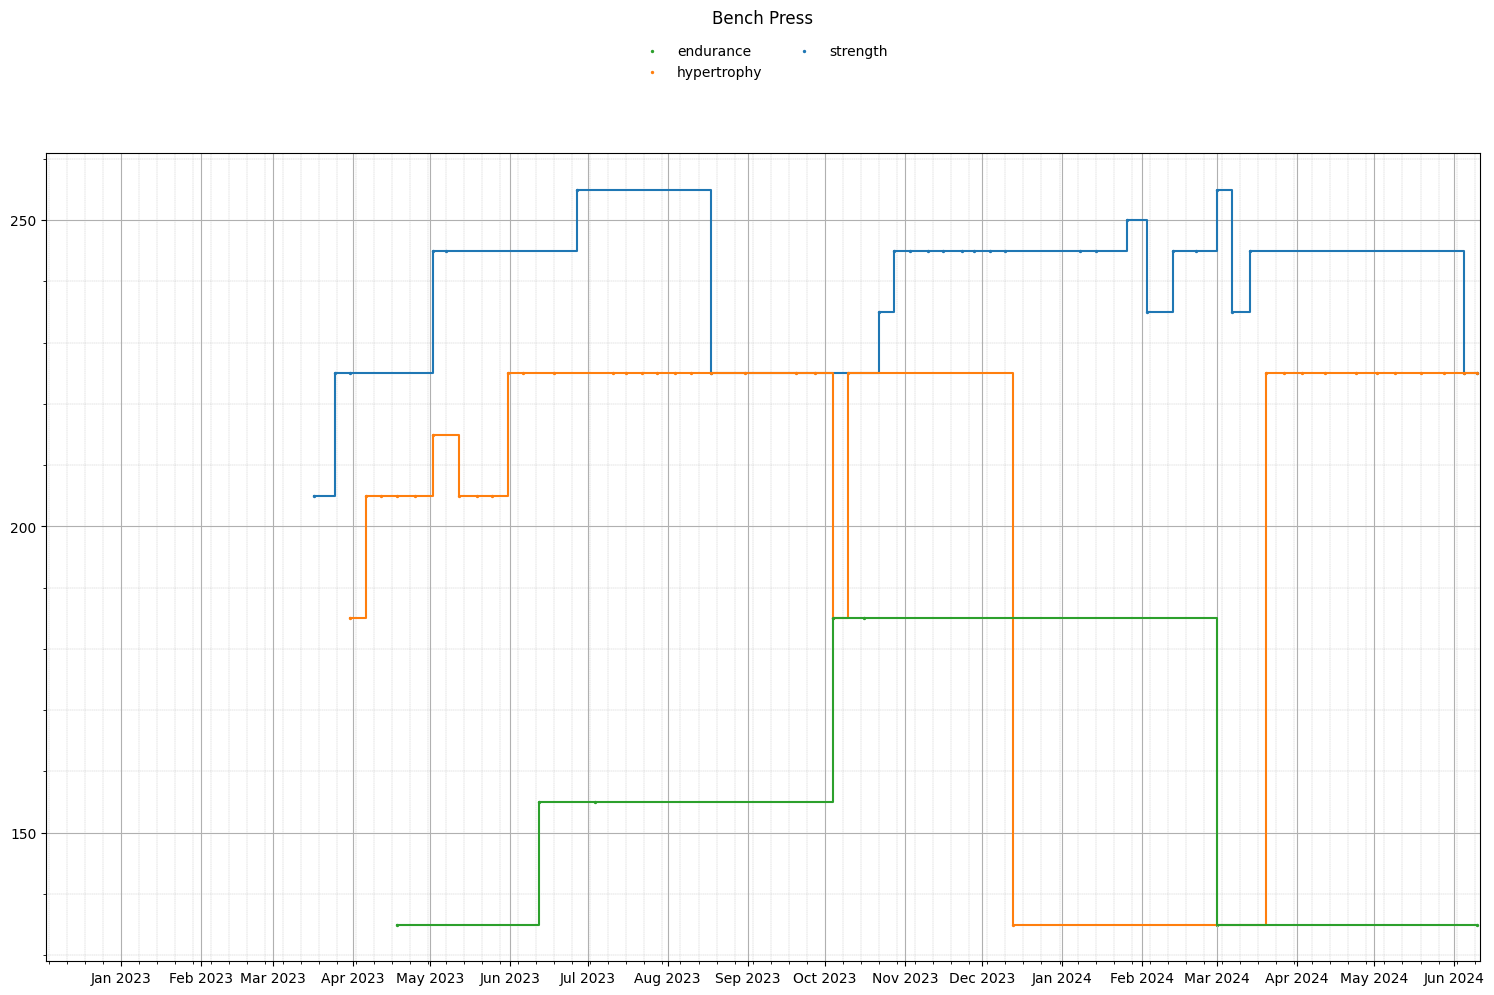 Bench Press
endurance strength
hypertrophy
250
200
150
Jan 2023 Feb 2023 Mar 2023 Apr 2023 May 2023 Jun 2023 Jul 2023 Aug 2023 Sep 2023 Oct 2023 Nov 2023 Dec 2023 Jan 2024 Feb 2024 Mar 2024 Apr 2024 May 2024 Jun 2024